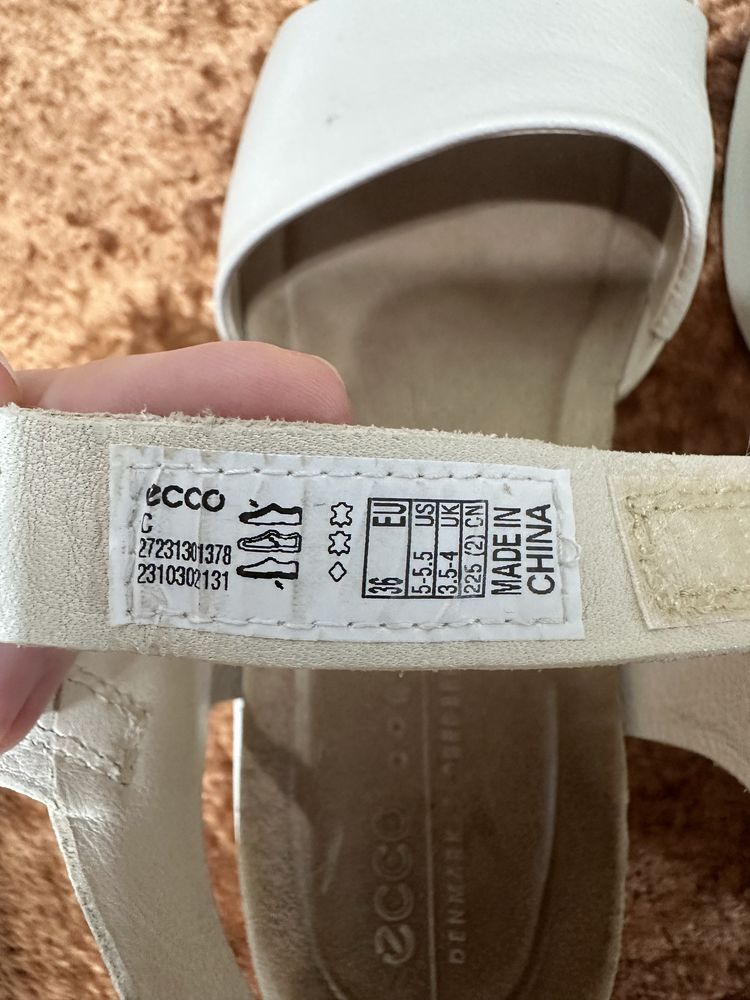 ecco
C
27231301378
2310302131
36 EU
5-5.5 US
3.5-4 UK
225 (2) CN
MADE IN
CHINA
ecco
DENMARK